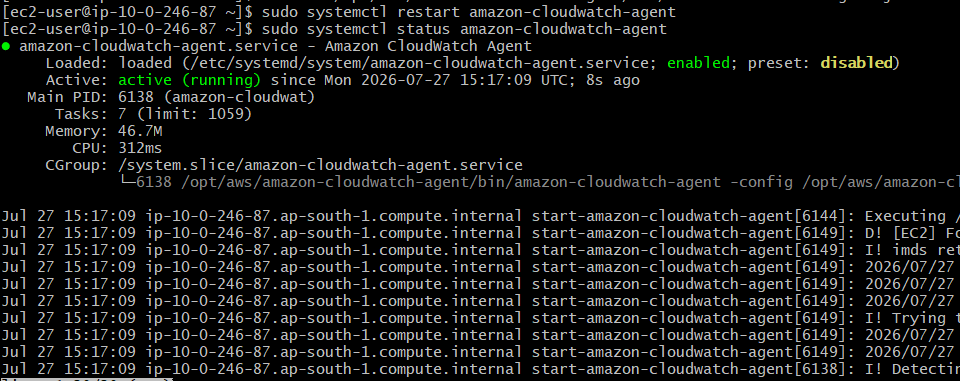 [ec2-user@ip-10-0-246-87 ~]$ sudo systemctl restart amazon-cloudwatch-agent
[ec2-user@ip-10-0-246-87 ~]$ sudo systemctl status amazon-cloudwatch-agent
● amazon-cloudwatch-agent.service - Amazon CloudWatch Agent
     Loaded: loaded (/etc/systemd/system/amazon-cloudwatch-agent.service; enabled; preset: disabled)
     Active: active (running) since Mon 2026-07-27 15:17:09 UTC; 8s ago
   Main PID: 6138 (amazon-cloudwat)
      Tasks: 7 (limit: 1059)
     Memory: 46.7M
        CPU: 312ms
     CGroup: /system.slice/amazon-cloudwatch-agent.service
             └─6138 /opt/aws/amazon-cloudwatch-agent/bin/amazon-cloudwatch-agent -config /opt/aws/amazon-cl
Jul 27 15:17:09 ip-10-0-246-87.ap-south-1.compute.internal start-amazon-cloudwatch-agent[6144]: Executing /
Jul 27 15:17:09 ip-10-0-246-87.ap-south-1.compute.internal start-amazon-cloudwatch-agent[6149]: D! [EC2] Fo
Jul 27 15:17:09 ip-10-0-246-87.ap-south-1.compute.internal start-amazon-cloudwatch-agent[6149]: I! imds ret
Jul 27 15:17:09 ip-10-0-246-87.ap-south-1.compute.internal start-amazon-cloudwatch-agent[6149]: 2026/07/27
Jul 27 15:17:09 ip-10-0-246-87.ap-south-1.compute.internal start-amazon-cloudwatch-agent[6149]: 2026/07/27
Jul 27 15:17:09 ip-10-0-246-87.ap-south-1.compute.internal start-amazon-cloudwatch-agent[6149]: 2026/07/27
Jul 27 15:17:09 ip-10-0-246-87.ap-south-1.compute.internal start-amazon-cloudwatch-agent[6149]: I! Trying t
Jul 27 15:17:09 ip-10-0-246-87.ap-south-1.compute.internal start-amazon-cloudwatch-agent[6149]: 2026/07/27
Jul 27 15:17:09 ip-10-0-246-87.ap-south-1.compute.internal start-amazon-cloudwatch-agent[6149]: 2026/07/27
Jul 27 15:17:09 ip-10-0-246-87.ap-south-1.compute.internal start-amazon-cloudwatch-agent[6138]: I! Detectin